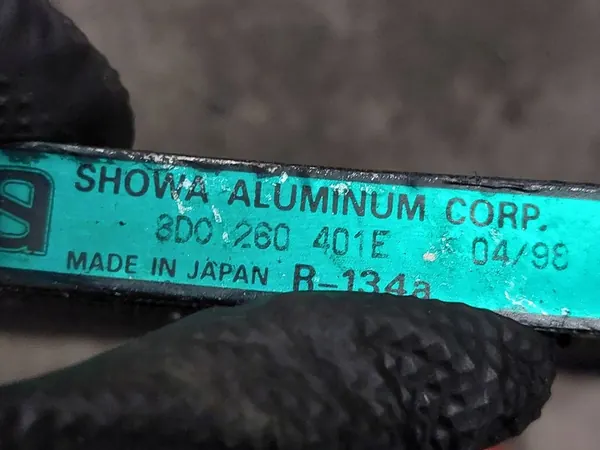 SHOWA ALUMINUM CORP.
8D0 260 401E 04/98
MADE IN JAPAN R-134a